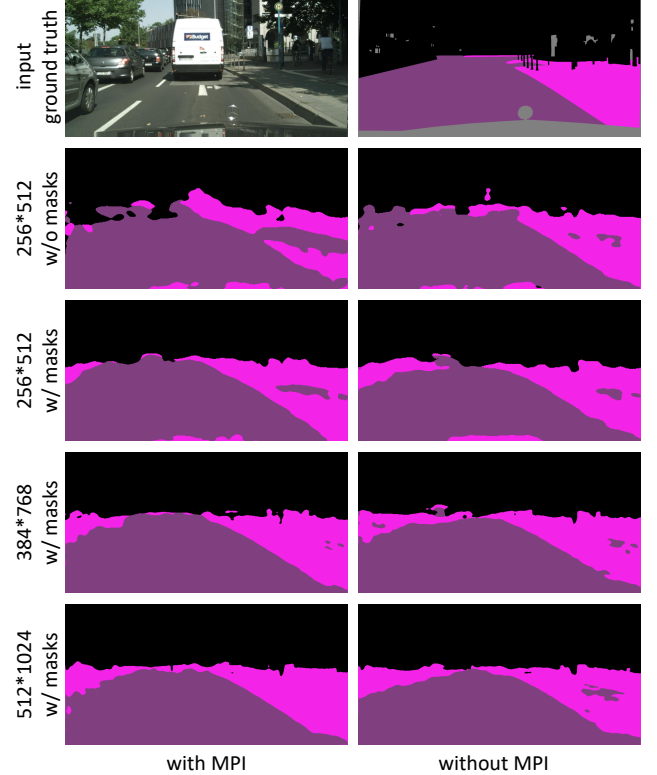 input
ground truth
Budget
256*512
w/o masks
256*512
w/ masks
384*768
w/ masks
512*1024
w/ masks
with MPI
without MPI